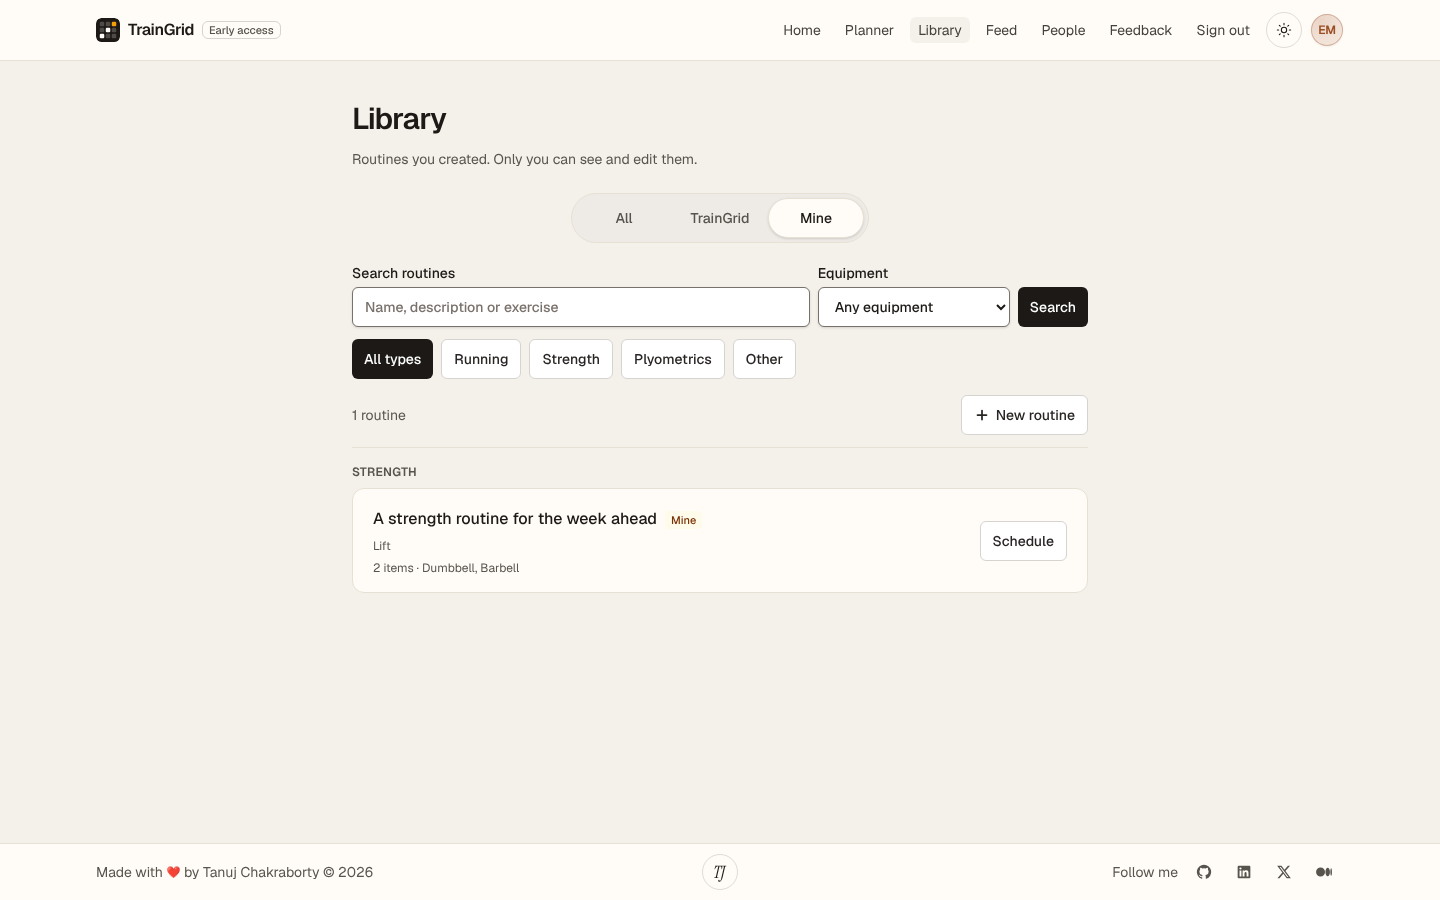 TrainGrid Early access Home Planner Library Feed People Feedback Sign out EM
Library
Routines you created. Only you can see and edit them.
All TrainGrid Mine
Search routines Equipment
Name, description or exercise Any equipment Search
All types Running Strength Plyometrics Other
1 routine + New routine
STRENGTH
A strength routine for the week ahead Mine
Lift
Schedule
2 items · Dumbbell, Barbell
Made with ❤️ by Tanuj Chakraborty © 2026 TJ Follow me